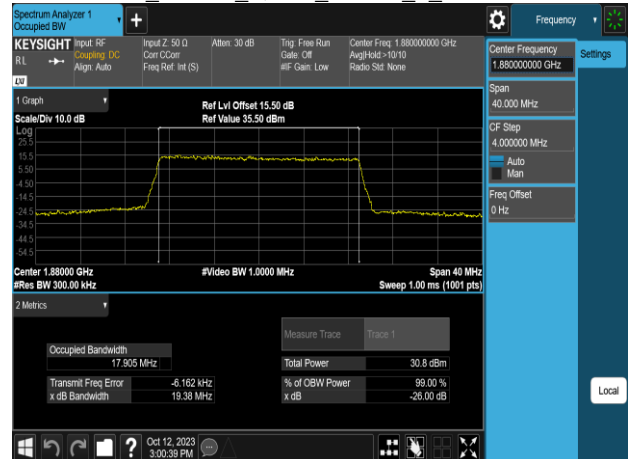 Spectrum Analyzer 1
Occupied BW
Frequency
KEYSIGHT Input: RF Input Z: 50 Ω Atten: 30 dB Trig: Free Run Center Freq: 1.880000000 GHz
RL Coupling: DC Corr CCorr Gate: Off Avg|Hold:>10/10
Align: Auto Freq Ref: Int (S) #IF Gain: Low Radio Std: None
LXI
Center Frequency
1.880000000 GHz
Settings
Span
40.000 MHz
CF Step
4.000000 MHz
Auto
Man
Freq Offset
0 Hz
1 Graph
Ref Lvl Offset 15.50 dB
Scale/Div 10.0 dB Ref Value 35.50 dBm
Log
25.5
15.5
5.50
-4.50
-14.5
-24.5
-34.5
-44.5
-54.5
Center 1.88000 GHz #Video BW 1.0000 MHz Span 40 MHz
#Res BW 300.00 kHz Sweep 1.00 ms (1001 pts)
2 Metrics
Measure Trace Trace 1
Occupied Bandwidth
17.905 MHz
Total Power 30.8 dBm
Transmit Freq Error -6.162 kHz % of OBW Power 99.00 %
x dB Bandwidth 19.38 MHz x dB -26.00 dB
Local
Oct 12, 2023
3:00:39 PM